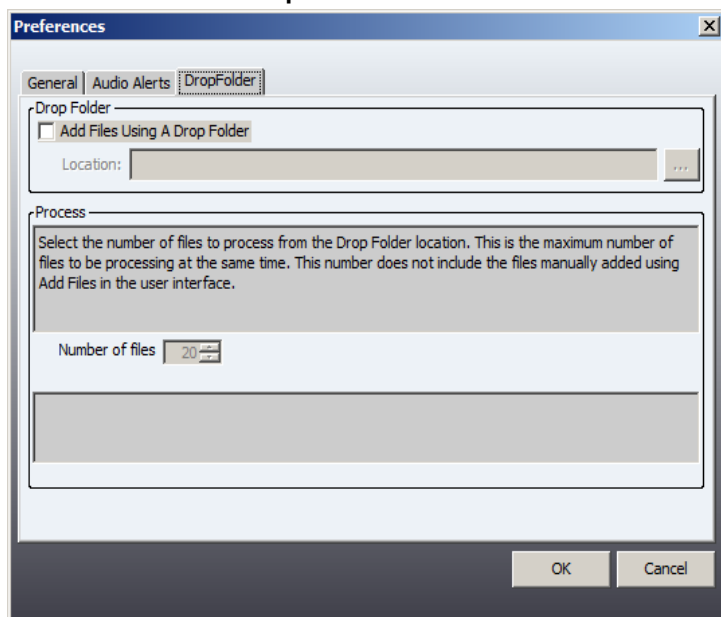 Preferences
General Audio Alerts DropFolder
Drop Folder
Add Files Using A Drop Folder
Location:
...
Process
Select the number of files to process from the Drop Folder location. This is the maximum number of
files to be processing at the same time. This number does not include the files manually added using
Add Files in the user interface.
Number of files 20
OK Cancel